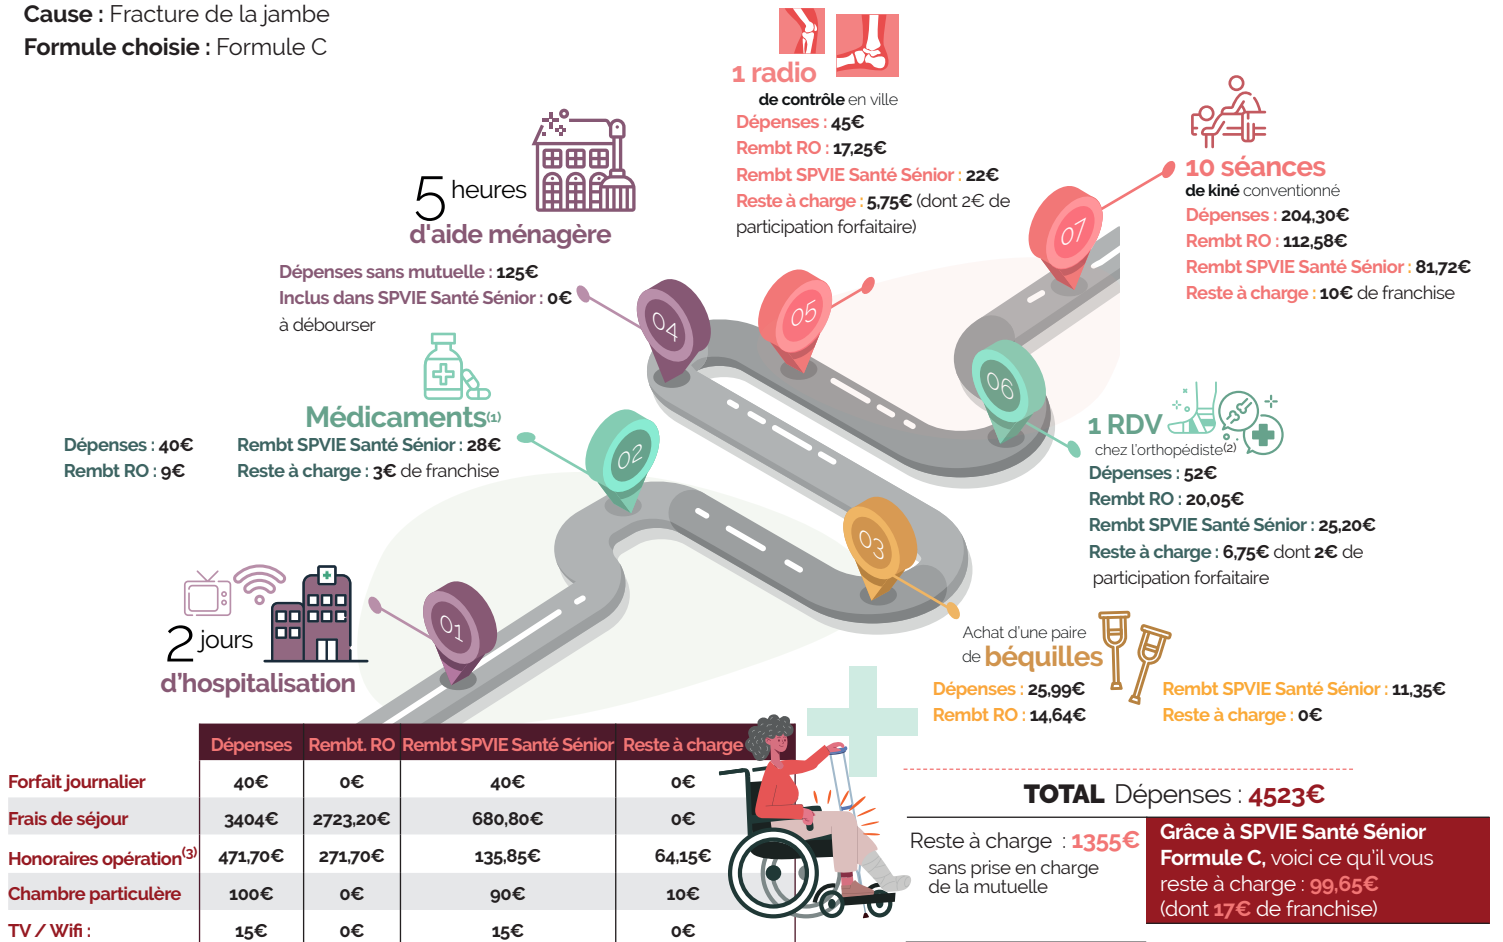 Cause : Fracture de la jambe
Formule choisie : Formule C
1 radio
de contrôle en ville
Dépenses : 45€
Rembt RO : 17,25€
Rembt SPVIE Santé Sénior : 22€
Reste à charge : 5,75€ (dont 2€ de
participation forfaitaire)
10 séances
de kiné conventionné
Dépenses : 204,30€
Rembt RO : 112,58€
Rembt SPVIE Santé Sénior : 81,72€
Reste à charge : 10€ de franchise
5 heures
d'aide ménagère
Dépenses sans mutuelle : 125€
Inclus dans SPVIE Santé Sénior : 0€
à débourser
07
05
04
06
Médicaments(1)
Dépenses : 40€ Rembt SPVIE Santé Sénior : 28€
Rembt RO : 9€ Reste à charge : 3€ de franchise
02
1 RDV
chez l'orthopédiste(2)
Dépenses : 52€
Rembt RO : 20,05€
Rembt SPVIE Santé Sénior : 25,20€
Reste à charge : 6,75€ dont 2€ de
participation forfaitaire
03
01
2 jours
d'hospitalisation
Achat d'une paire
de béquilles
Dépenses : 25,99€ Rembt SPVIE Santé Sénior : 11,35€
Rembt RO : 14,64€ Reste à charge : 0€
Dépenses Rembt. RO Rembt SPVIE Santé Sénior Reste à charge
Forfait journalier 40€ 0€ 40€ 0€
Frais de séjour 3404€ 2723,20€ 680,80€ 0€
Honoraires opération(3) 471,70€ 271,70€ 135,85€ 64,15€
Chambre particulère 100€ 0€ 90€ 10€
TV / Wifi : 15€ 0€ 15€ 0€
TOTAL Dépenses : 4523€
Reste à charge : 1355€
sans prise en charge
de la mutuelle
Grâce à SPVIE Santé Sénior
Formule C, voici ce qu'il vous
reste à charge : 99,65€
(dont 17€ de franchise)